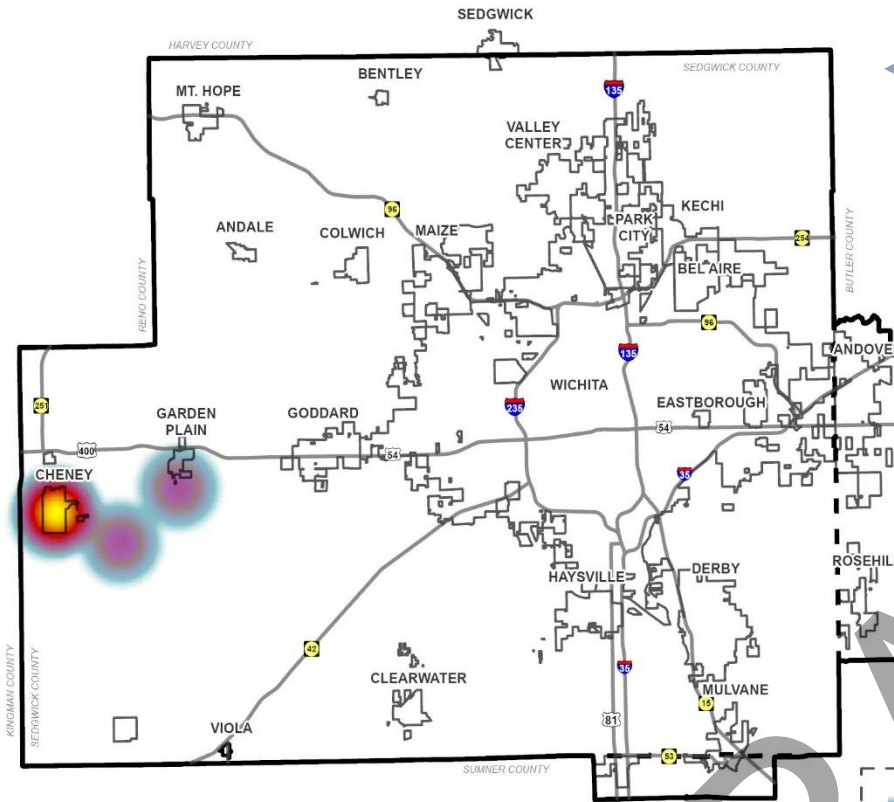 SEDGWICK
HARVEY COUNTY
SEDGWICK COUNTY
BENTLEY
MT. HOPE
135
VALLEY
CENTER
96
KECHI
PARK
CITY
ANDALE
COLWICH
MAIZE
254
BEL AIRE
BUTLER COUNTY
RENO COUNTY
96
135
ANDOVE
WICHITA
EASTBOROUGH
235
251
GARDEN
PLAIN
GODDARD
54
400
54
CHENEY
35
HAYSVILLE
DERBY
ROSEHIL
42
35
KINGMAN COUNTY
SEDGWICK COUNTY
CLEARWATER
MULVANE
15
81
VIOLA
53
SUMNER COUNTY